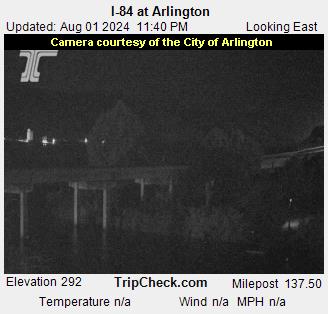 I-84 at Arlington
Updated: Aug 01 2024 11:40 PM Looking East
Camera courtesy of the City of Arlington
Elevation 292 TripCheck.com Milepost 137.50
Temperature n/a Wind n/a MPH n/a